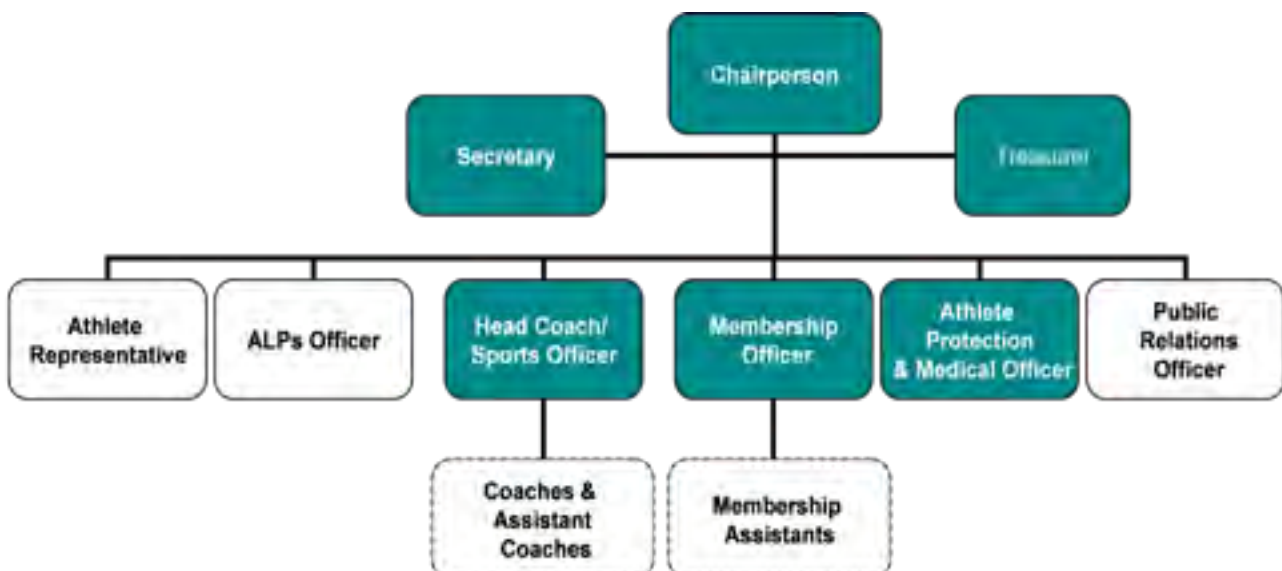 Chairperson
Secretary
Treasurer
Athlete
Representative
ALPs Officer
Head Coach/
Sports Officer
Membership
Officer
Athlete
Protection
& Medical Officer
Public
Relations
Officer
Coaches &
Assistant
Coaches
Membership
Assistants